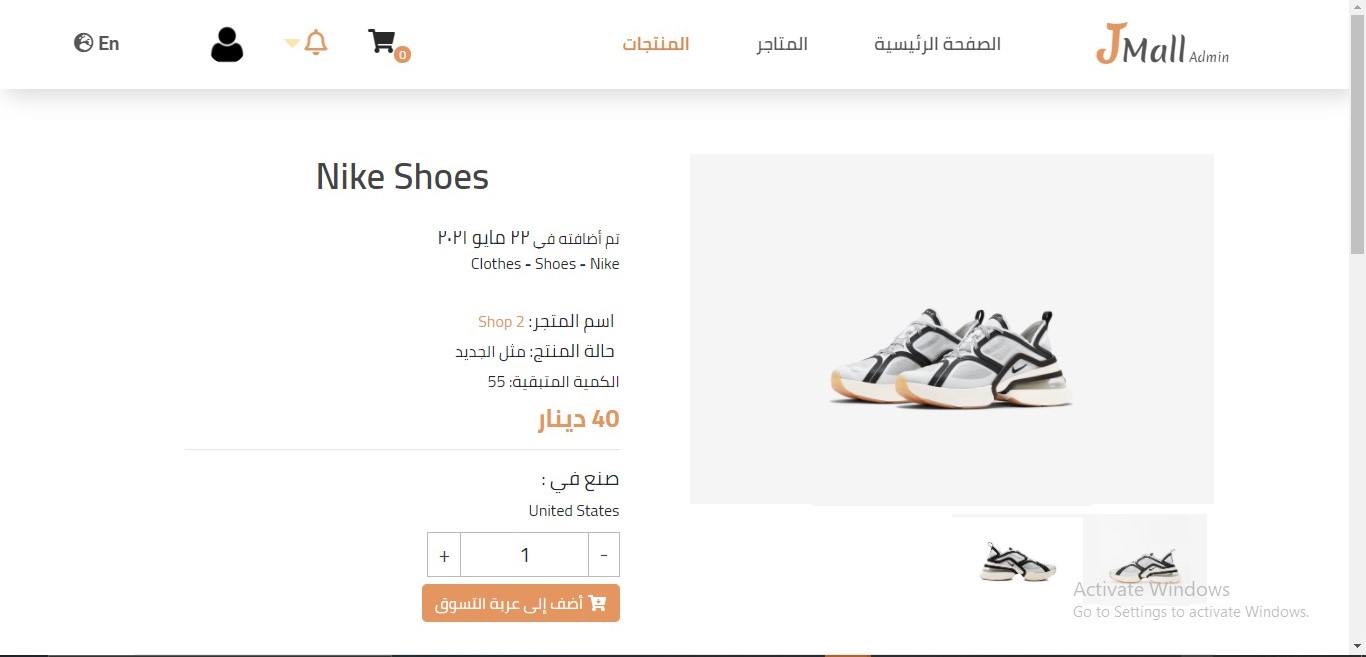 JMall Admin
الصفحة الرئيسية
المتاجر
المنتجات
0
En
Nike Shoes
تم أضافته في ٢٢ مايو ٢٠٢١
Clothes - Shoes - Nike
اسم المتجر: Shop 2
حالة المنتج: مثل الجديد
الكمية المتبقية: 55
40 دينار
صنع في :
United States
- 1 +
أضف إلى عربة التسوق
Activate Windows
Go to Settings to activate Windows.